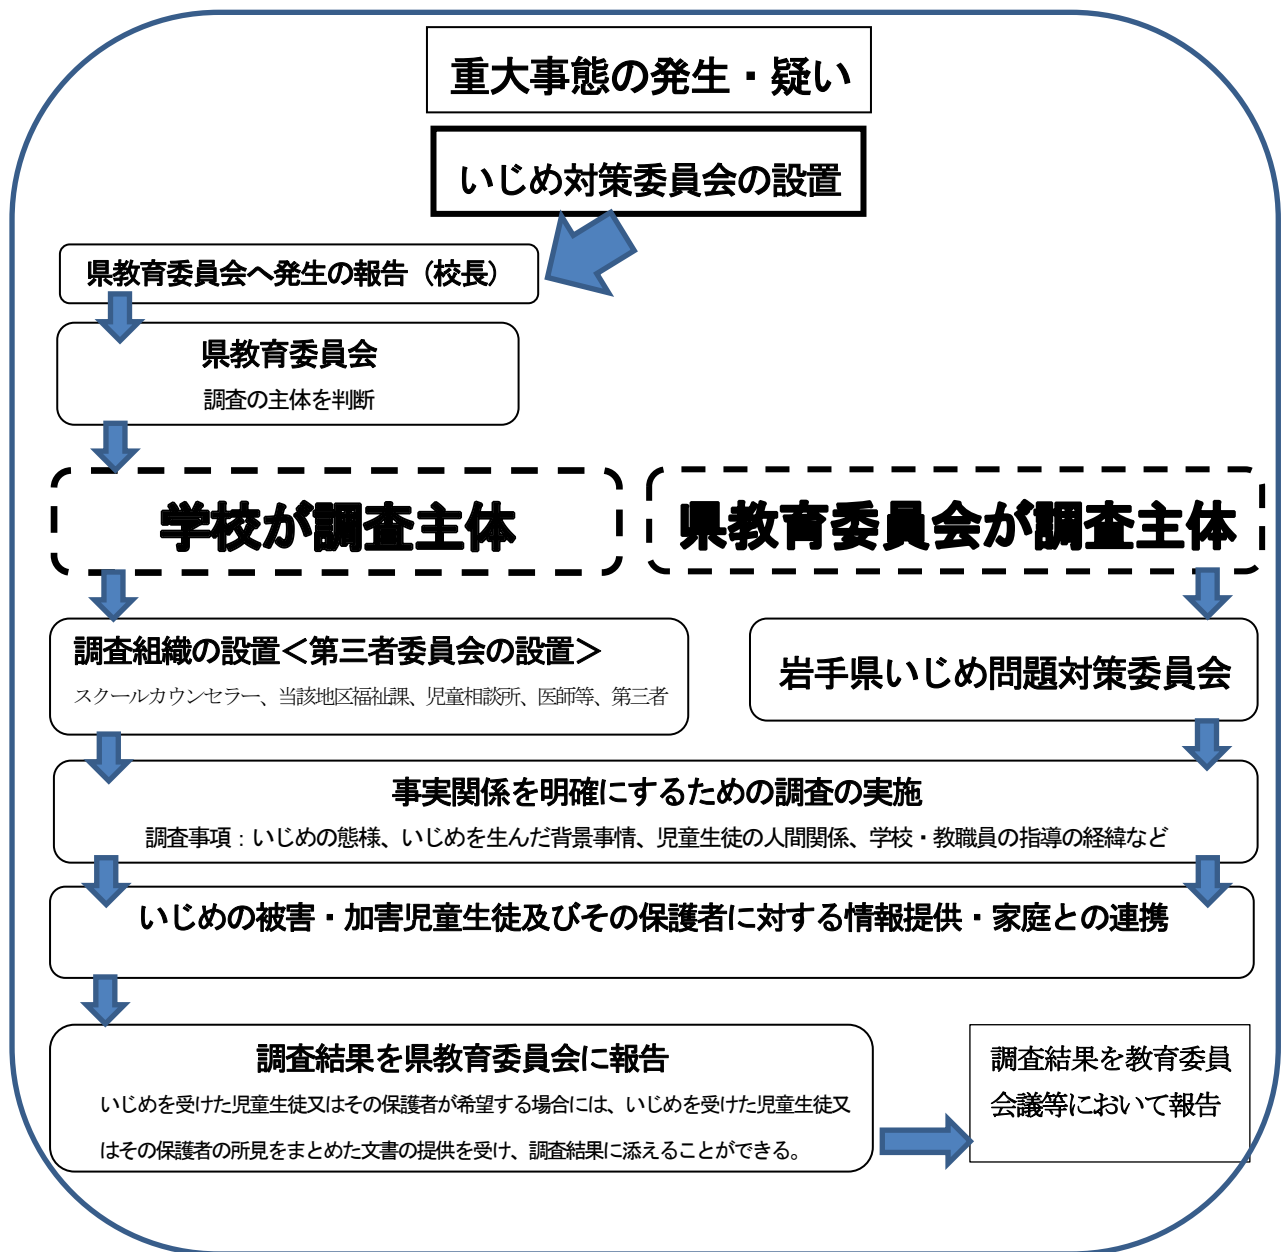 重大事態の発生・疑い
いじめ対策委員会の設置
県教育委員会へ発生の報告（校長）
県教育委員会
調査の主体を判断
学校が調査主体
県教育委員会が調査主体
調査組織の設置＜第三者委員会の設置＞
スクールカウンセラー、当該地区福祉課、児童相談所、医師等、第三者
岩手県いじめ問題対策委員会
事実関係を明確にするための調査の実施
調査事項：いじめの態様、いじめを生んだ背景事情、児童生徒の人間関係、学校・教職員の指導の経緯など
いじめの被害・加害児童生徒及びその保護者に対する情報提供・家庭との連携
調査結果を県教育委員会に報告
いじめを受けた児童生徒又はその保護者が希望する場合には、いじめを受けた児童生徒又
はその保護者の所見をまとめた文書の提供を受け、調査結果に添えることができる。
調査結果を教育委員
会議等において報告